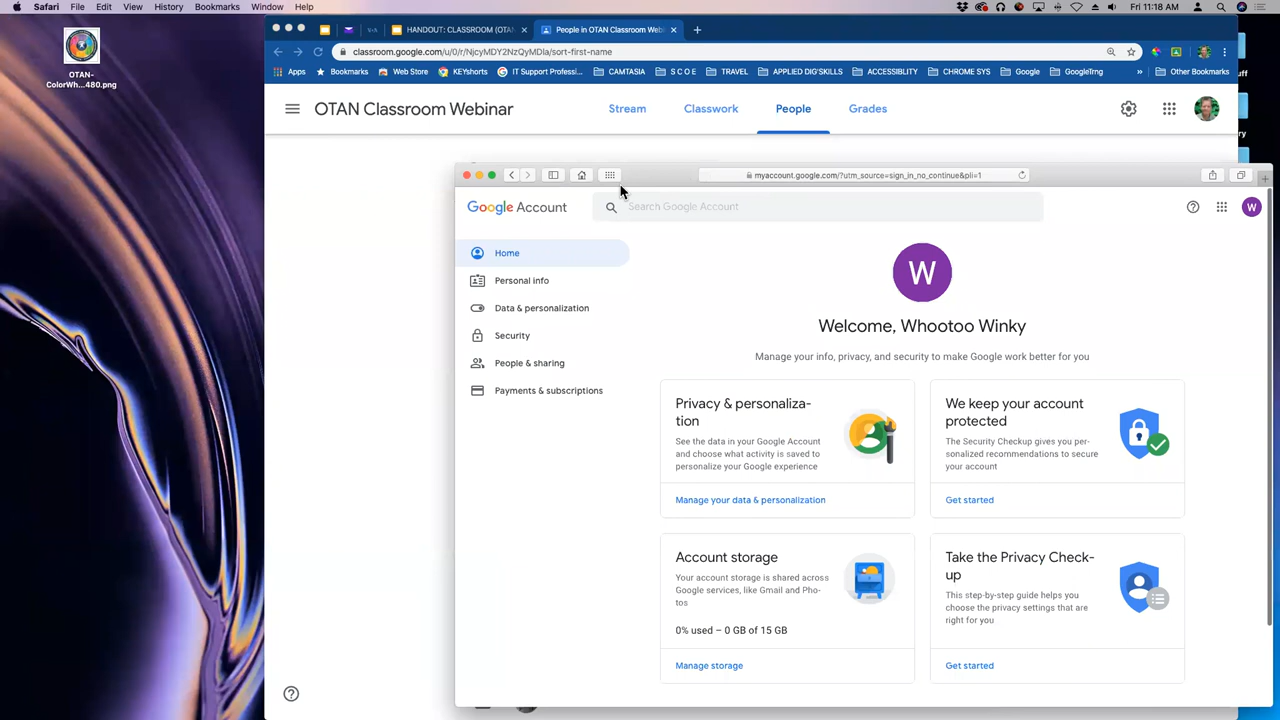 Safari File Edit View History Bookmarks Window Help
Fri 11:18 AM
OTAN-
ColorWh...480.png
HANDOUT: CLASSROOM (OTAN
People in OTAN Classroom Webi
classroom.google.com/u/0/r/NjcyMDY2NzQyMDla/sort-first-name
Apps Bookmarks Web Store KEYshorts IT Support Professi... CAMTASIA S C O E TRAVEL APPLIED DIG'SKILLS ACCESSIBLITY CHROME SYS Google GoogleTrng » Other Bookmarks
OTAN Classroom Webinar
Stream Classwork People Grades
myaccount.google.com/?utm_source=sign_in_no_continue&pli=1
Google Account
Search Google Account
W
Home
Personal info
Data & personalization
Security
People & sharing
Payments & subscriptions
W
Welcome, Whootoo Winky
Manage your info, privacy, and security to make Google work better for you
Privacy & personaliza-
tion
See the data in your Google Account
and choose what activity is saved to
personalize your Google experience
Manage your data & personalization
We keep your account
protected
The Security Checkup gives you per-
sonalized recommendations to secure
your account
Get started
Account storage
Your account storage is shared across
Google services, like Gmail and Pho-
tos
0% used – 0 GB of 15 GB
Manage storage
Take the Privacy Check-
up
This step-by-step guide helps you
choose the privacy settings that are
right for you
Get started